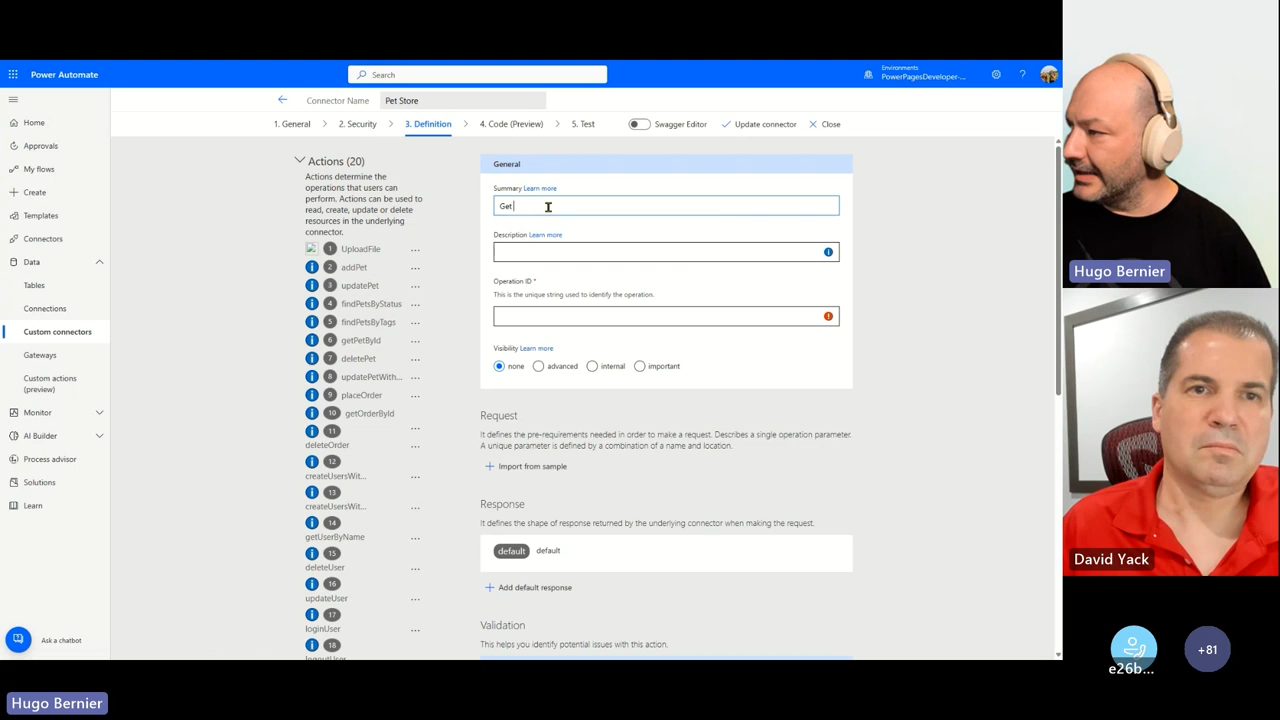 Power Automate
Search
Environments
PowerPagesDeveloper-...
?
Connector Name
Pet Store
1. General
2. Security
3. Definition
4. Code (Preview)
5. Test
Swagger Editor
Update connector
Close
Home
Approvals
My flows
Create
Templates
Connectors
Data
Tables
Connections
Custom connectors
Gateways
Custom actions
(preview)
Monitor
AI Builder
Process advisor
Solutions
Learn
Ask a chatbot
Actions (20)
Actions determine the
operations that users can
perform. Actions can be used to
read, create, update or delete
resources in the underlying
connector.
1 UploadFile ...
2 addPet ...
3 updatePet ...
4 findPetsByStatus ...
5 findPetsByTags ...
6 getPetById ...
7 deletePet ...
8 updatePetWith... ...
9 placeOrder ...
10 getOrderById ...
11 ...
deleteOrder
12 ...
createUsersWit...
13 ...
createUsersWit...
14 ...
getUserByName
15 ...
deleteUser
16 ...
updateUser
17 ...
loginUser
18 ...
General
Summary Learn more
Get
Description Learn more
Operation ID *
This is the unique string used to identify the operation.
Visibility Learn more
none advanced internal important
Request
It defines the pre-requirements needed in order to make a request. Describes a single operation parameter.
A unique parameter is defined by a combination of a name and location.
Import from sample
Response
It defines the shape of response returned by the underlying connector when making the request.
default default
Add default response
Validation
This helps you identify potential issues with this action.
Hugo Bernier
David Yack
e26b...
+81
Hugo Bernier